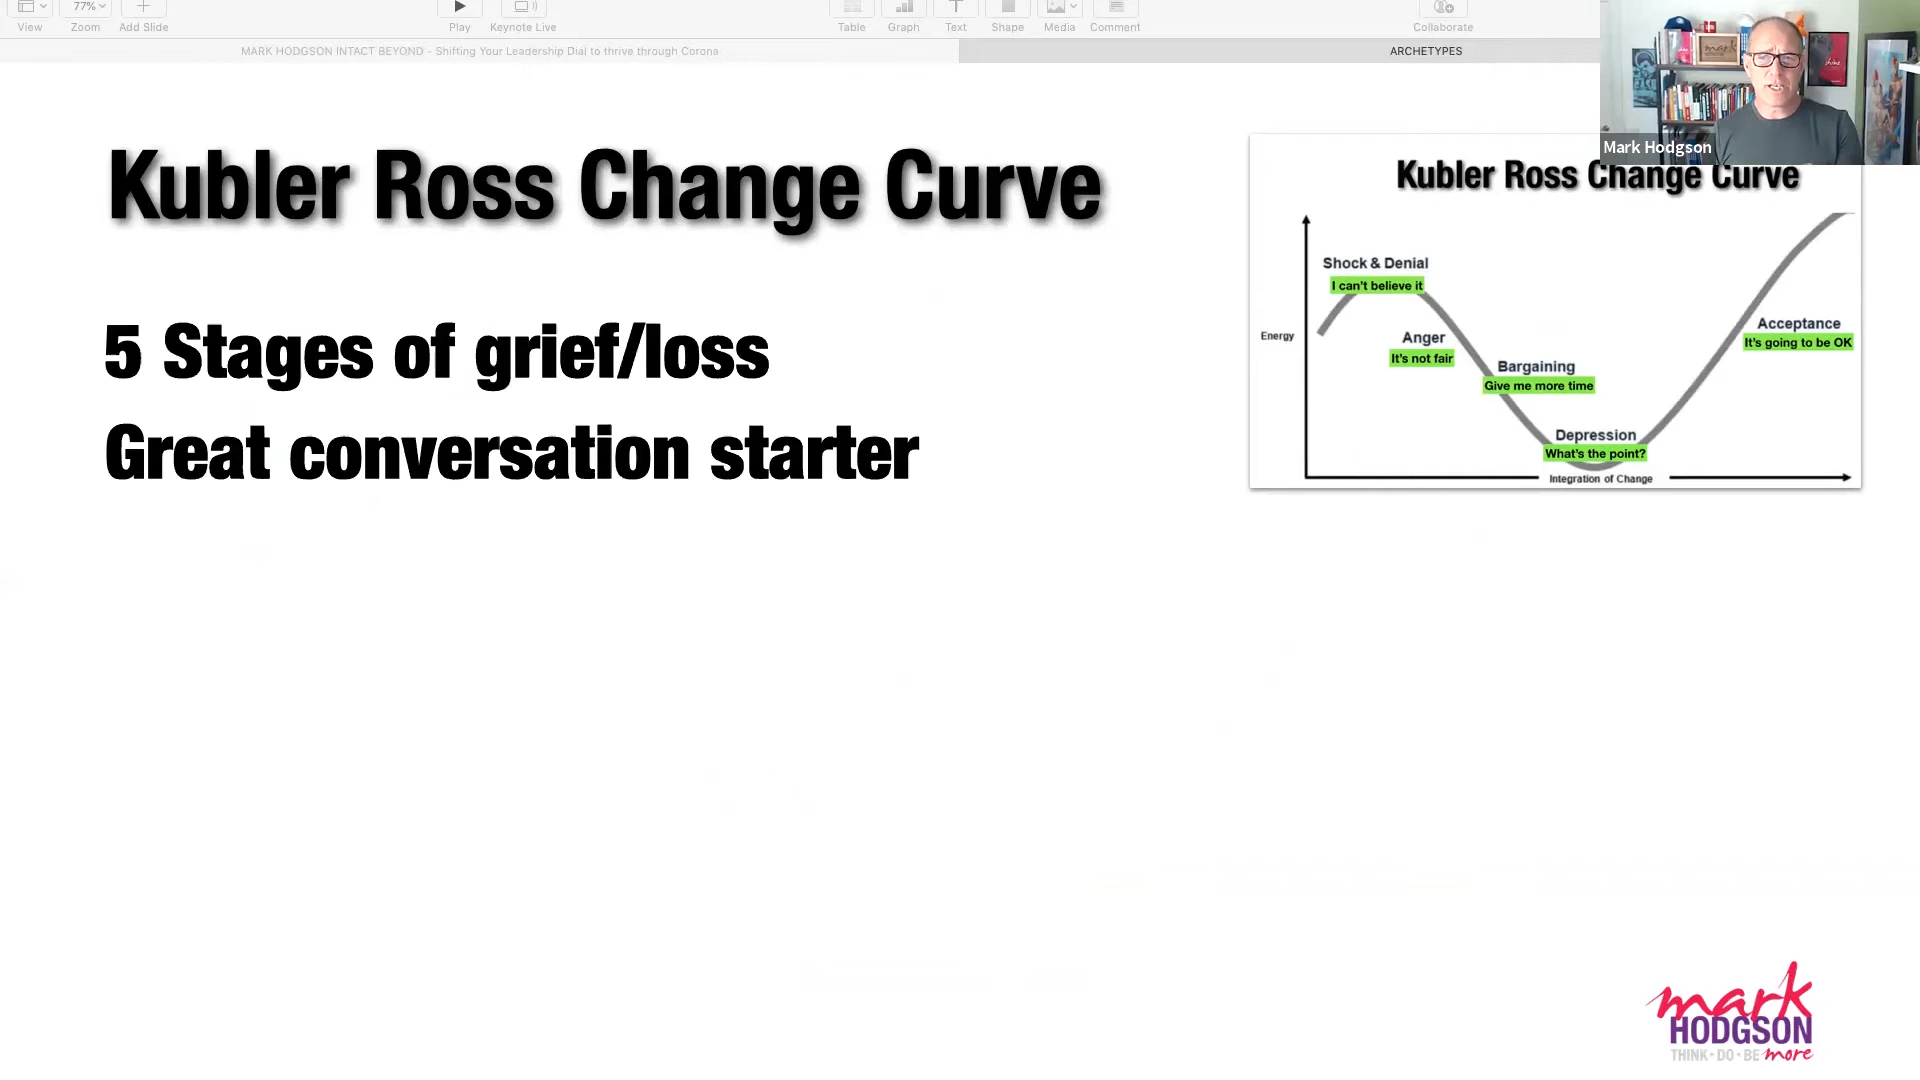 77%
View
Zoom
Add Slide
Play
Keynote Live
Table
Graph
Text
Shape
Media
Comment
Collaborate
MARK HODGSON INTACT BEYOND - Shifting Your Leadership Dial to thrive through Corona
ARCHETYPES
Mark Hodgson
Kubler Ross Change Curve
5 Stages of grief/loss
Great conversation starter
Kubler Ross Change Curve
Shock & Denial
I can't believe it
Energy
Anger
It's not fair
Bargaining
Give me more time
Depression
What's the point?
Acceptance
It's going to be OK
Integration of Change
mark
HODGSON
THINK · DO · BE more